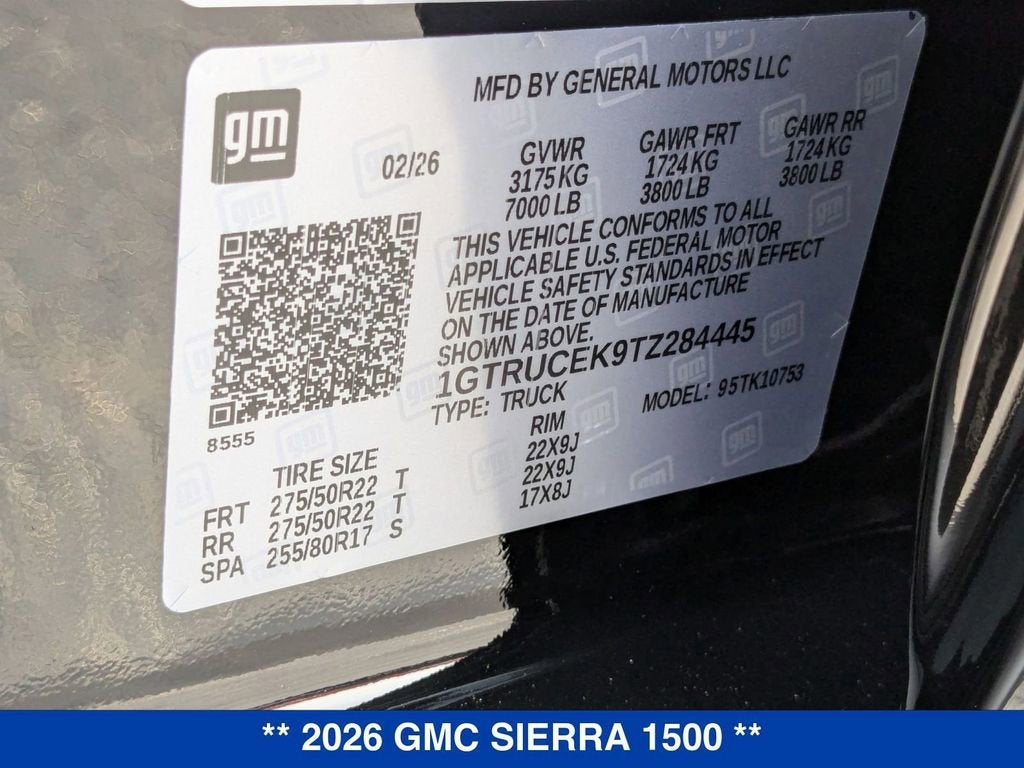 MFD BY GENERAL MOTORS LLC
gm
02/26
GVWR
3175 KG
7000 LB
GAWR FRT
1724 KG
3800 LB
GAWR RR
1724 KG
3800 LB
THIS VEHICLE CONFORMS TO ALL
APPLICABLE U.S. FEDERAL MOTOR
VEHICLE SAFETY STANDARDS IN EFFECT
ON THE DATE OF MANUFACTURE
SHOWN ABOVE.
1GTRUCEK9TZ284445
TYPE: TRUCK MODEL: 95TK10753
8555
TIRE SIZE RIM
FRT 275/50R22 T 22X9J
RR 275/50R22 T 22X9J
SPA 255/80R17 S 17X8J
** 2026 GMC SIERRA 1500 **